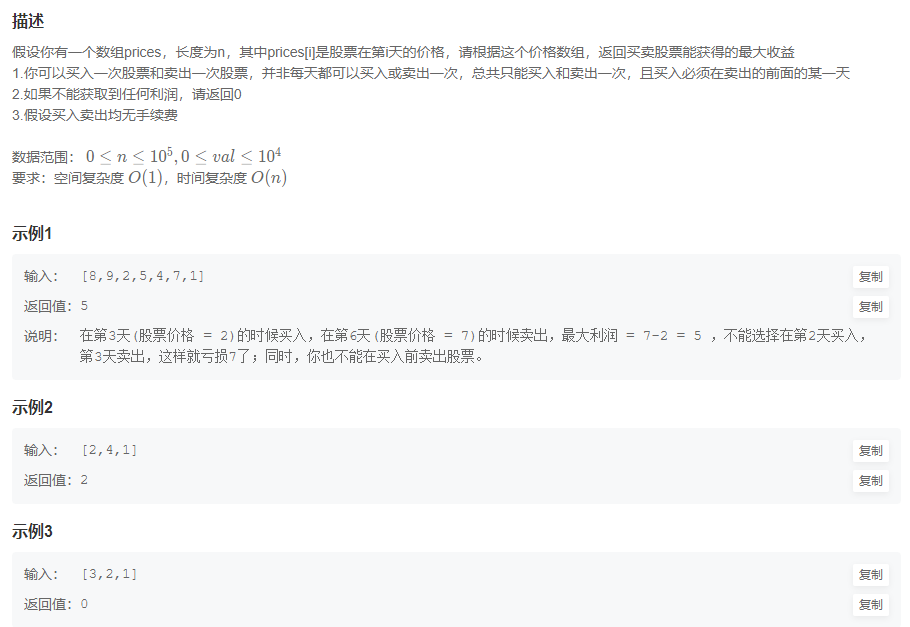 描述
假设你有一个数组prices，长度为n，其中prices[i]是股票在第i天的价格，请根据这个价格数组，返回买卖股票能获得的最大收益
1.你可以买入一次股票和卖出一次股票，并非每天都可以买入或卖出一次，总共只能买入和卖出一次，且买入必须在卖出的前面的某一天
2.如果不能获取到任何利润，请返回0
3.假设买入卖出均无手续费
数据范围： 0 ≤ n ≤ 10⁵, 0 ≤ val ≤ 10⁴
要求：空间复杂度 O(1)，时间复杂度 O(n)
示例1
输入： [8,9,2,5,4,7,1] 复制
返回值：5 复制
说明： 在第3天(股票价格 = 2)的时候买入，在第6天(股票价格 = 7)的时候卖出，最大利润 = 7-2 = 5 ，不能选择在第2天买入，
第3天卖出，这样就亏损7了；同时，你也不能在买入前卖出股票。
示例2
输入： [2,4,1] 复制
返回值：2 复制
示例3
输入： [3,2,1] 复制
返回值：0 复制